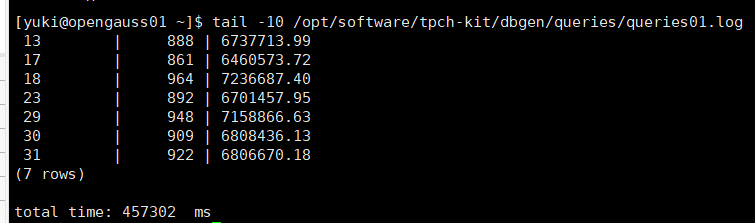 [yuki@opengauss01 ~]$ tail -10 /opt/software/tpch-kit/dbgen/queries/queries01.log
13 | 888 | 6737713.99
17 | 861 | 6460573.72
18 | 964 | 7236687.40
23 | 892 | 6701457.95
29 | 948 | 7158866.63
30 | 909 | 6808436.13
31 | 922 | 6806670.18
(7 rows)
total time: 457302 ms